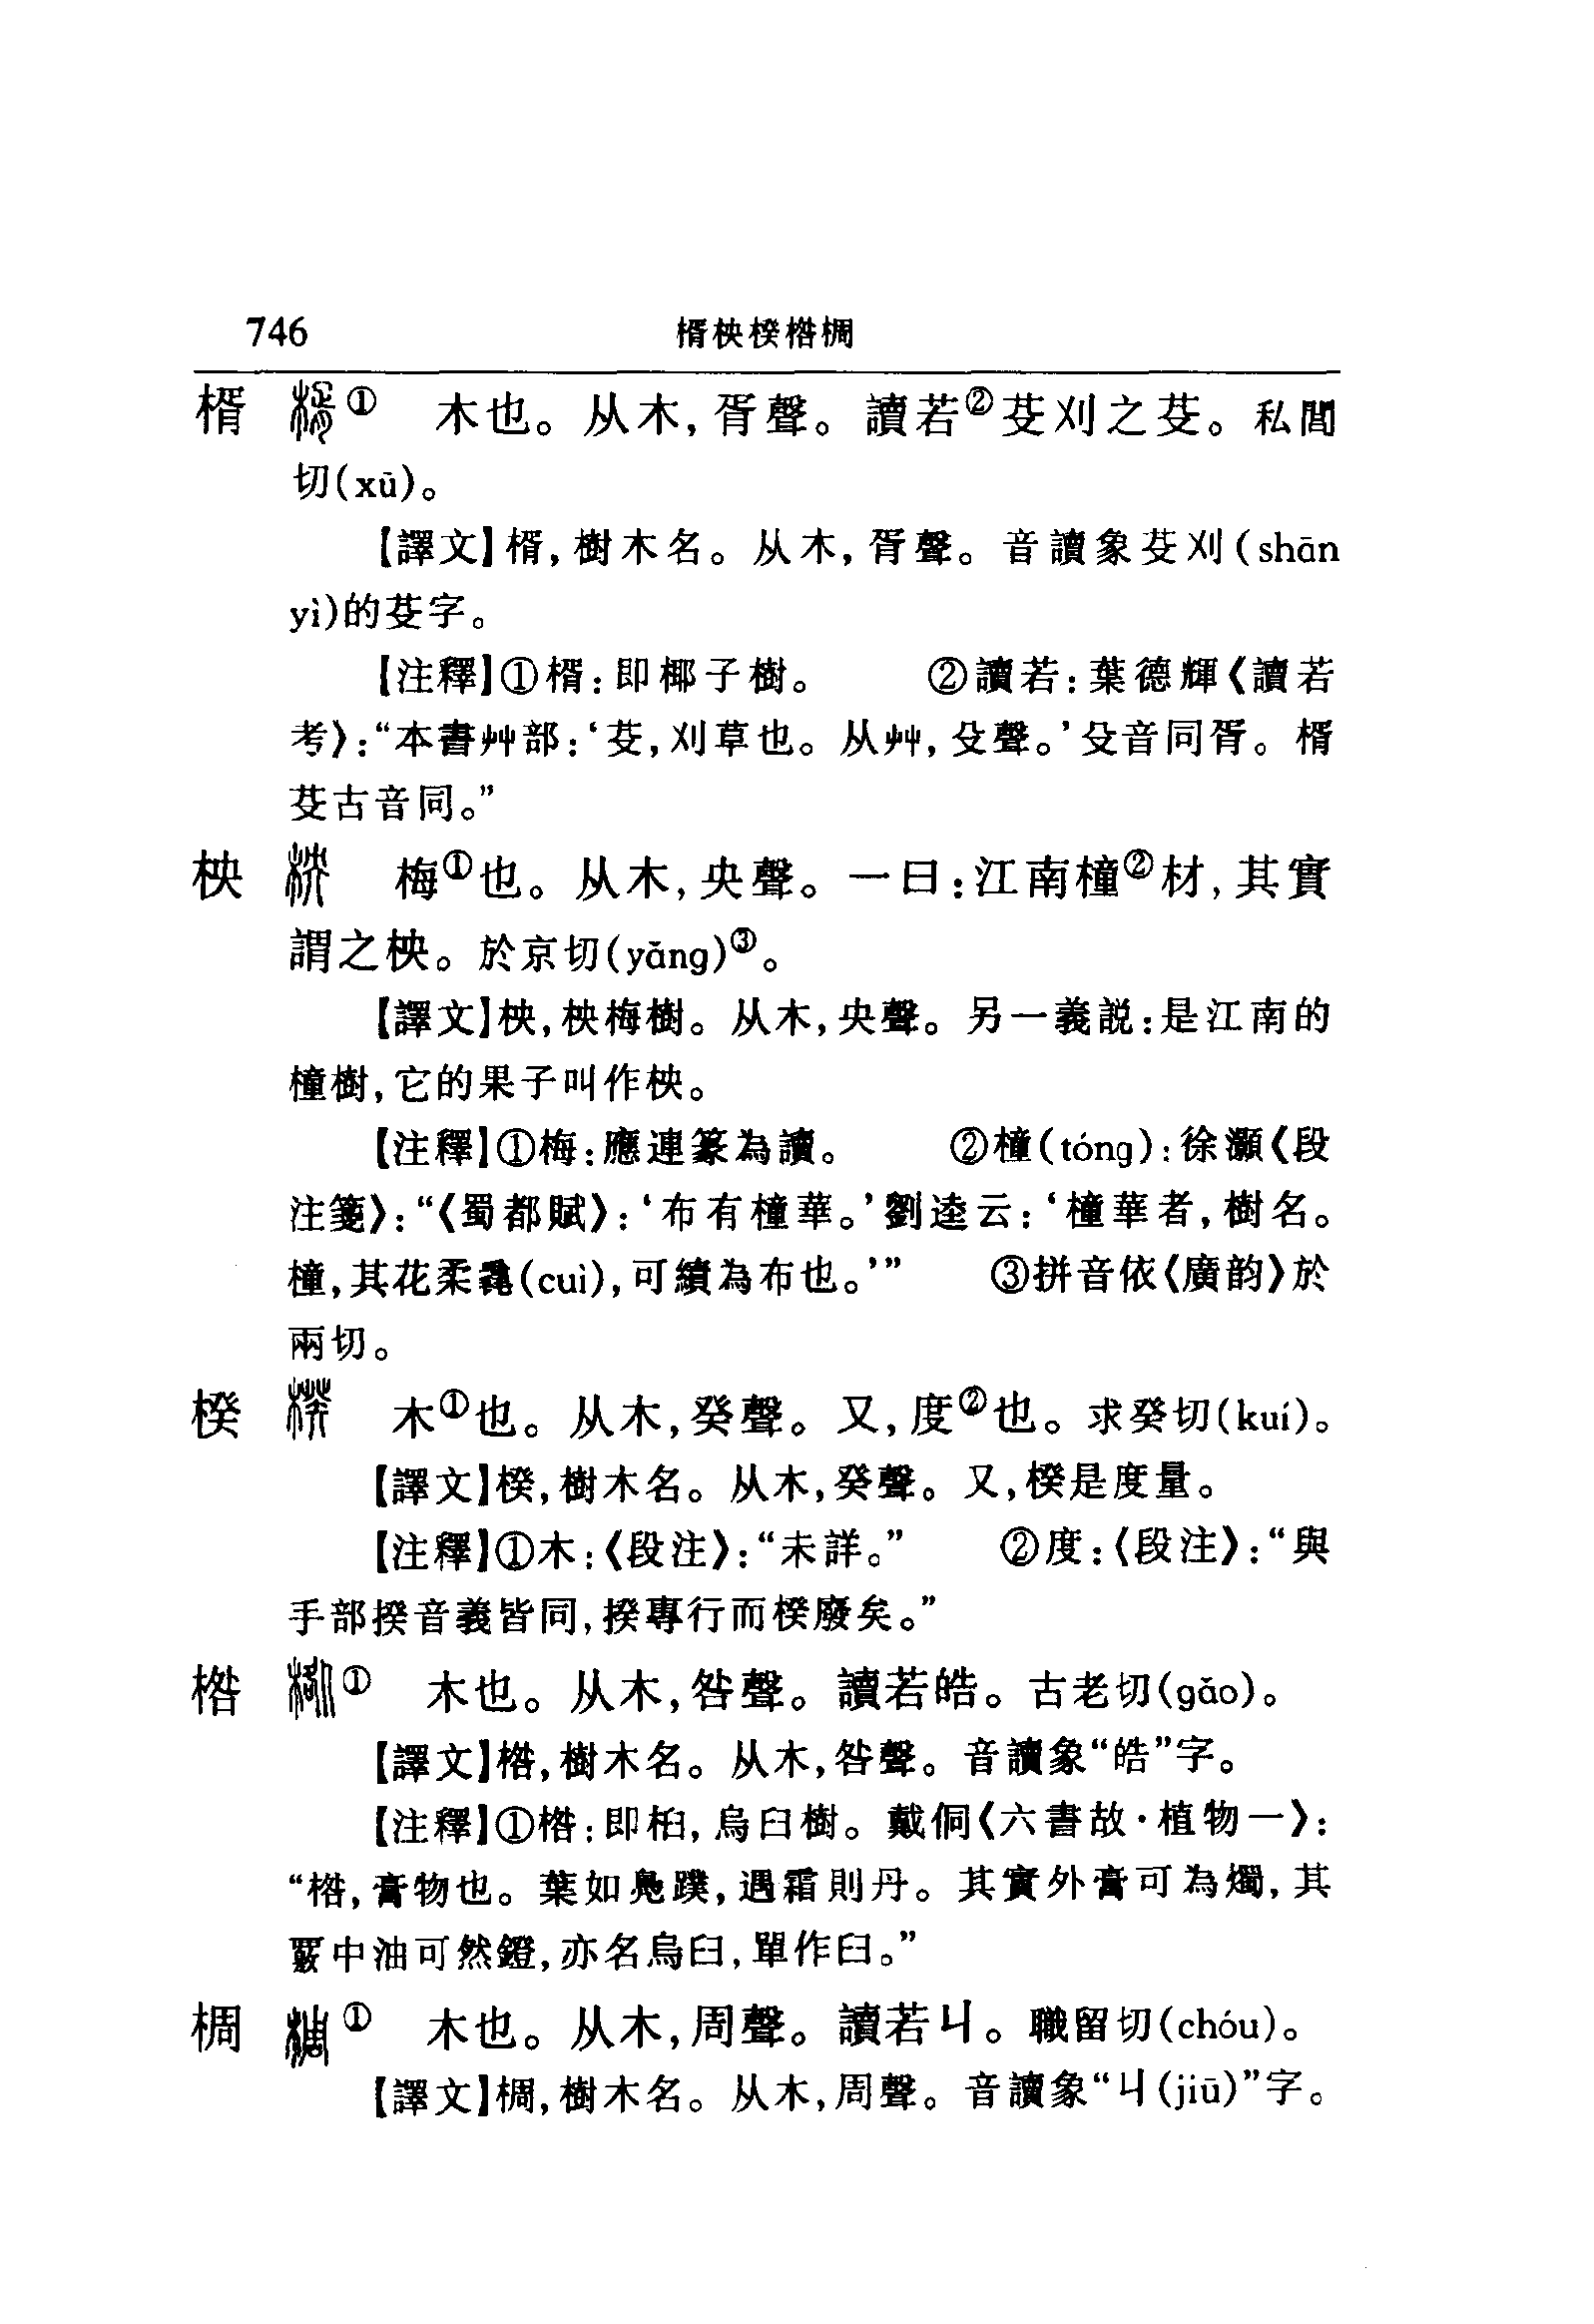 746 楈柍楑㮴椆
楈 ① 木也。从木,胥聲。讀若②芟刈之芟。私閭
切(xū)。
【譯文】楈,樹木名。从木,胥聲。音讀象芟刈(shān
yì)的芟字。
【注釋】①楈:即椰子樹。 ②讀若:葉德輝《讀若
考》:“本書艸部:‘芟,刈草也。从艸,殳聲。’殳音同胥。楈
芟古音同。”
柍 梅①也。从木,央聲。一曰:江南橦②材,其實
謂之柍。於京切(yǎng)③。
【譯文】柍,柍梅樹。从木,央聲。另一義説:是江南的
橦樹,它的果子叫作柍。
【注釋】①梅:應連篆為讀。 ②橦(tóng):徐灝《段
注箋》:“《蜀都賦》:‘布有橦華。’劉逵云:‘橦華者,樹名。
橦,其花柔毳(cuì),可績為布也。’” ③拼音依《廣韵》於
兩切。
楑 木①也。从木,癸聲。又,度②也。求癸切(kuí)。
【譯文】楑,樹木名。从木,癸聲。又,楑是度量。
【注釋】①木:《段注》:“未詳。” ②度:《段注》:“與
手部揆音義皆同,揆專行而楑廢矣。”
㮴 ① 木也。从木,咎聲。讀若皓。古老切(gǎo)。
【譯文】㮴,樹木名。从木,咎聲。音讀象“皓”字。
【注釋】①㮴:即桕,烏臼樹。戴侗《六書故·植物一》:
“㮴,膏物也。葉如鳧蹼,遇霜則丹。其實外膏可為燭,其
覈中油可然鐙,亦名烏臼,單作臼。”
椆 ① 木也。从木,周聲。讀若丩。職留切(chóu)。
【譯文】椆,樹木名。从木,周聲。音讀象“丩(jiū)”字。